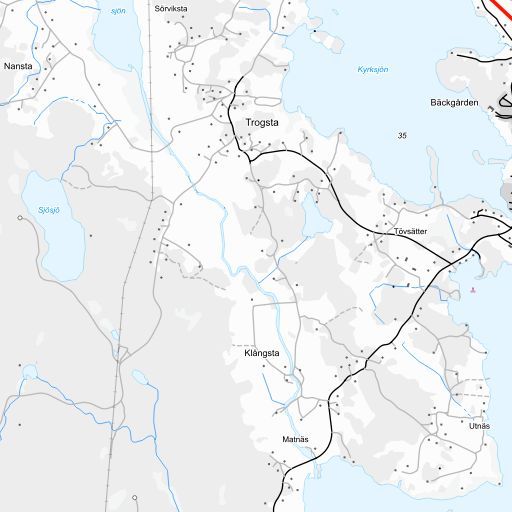 sjön
Sörviksta
Nansta
Kyrksjön
Bäckgården
Trogsta
35
Sjösjö
Tövsätter
Klångsta
Utnäs
Matnäs